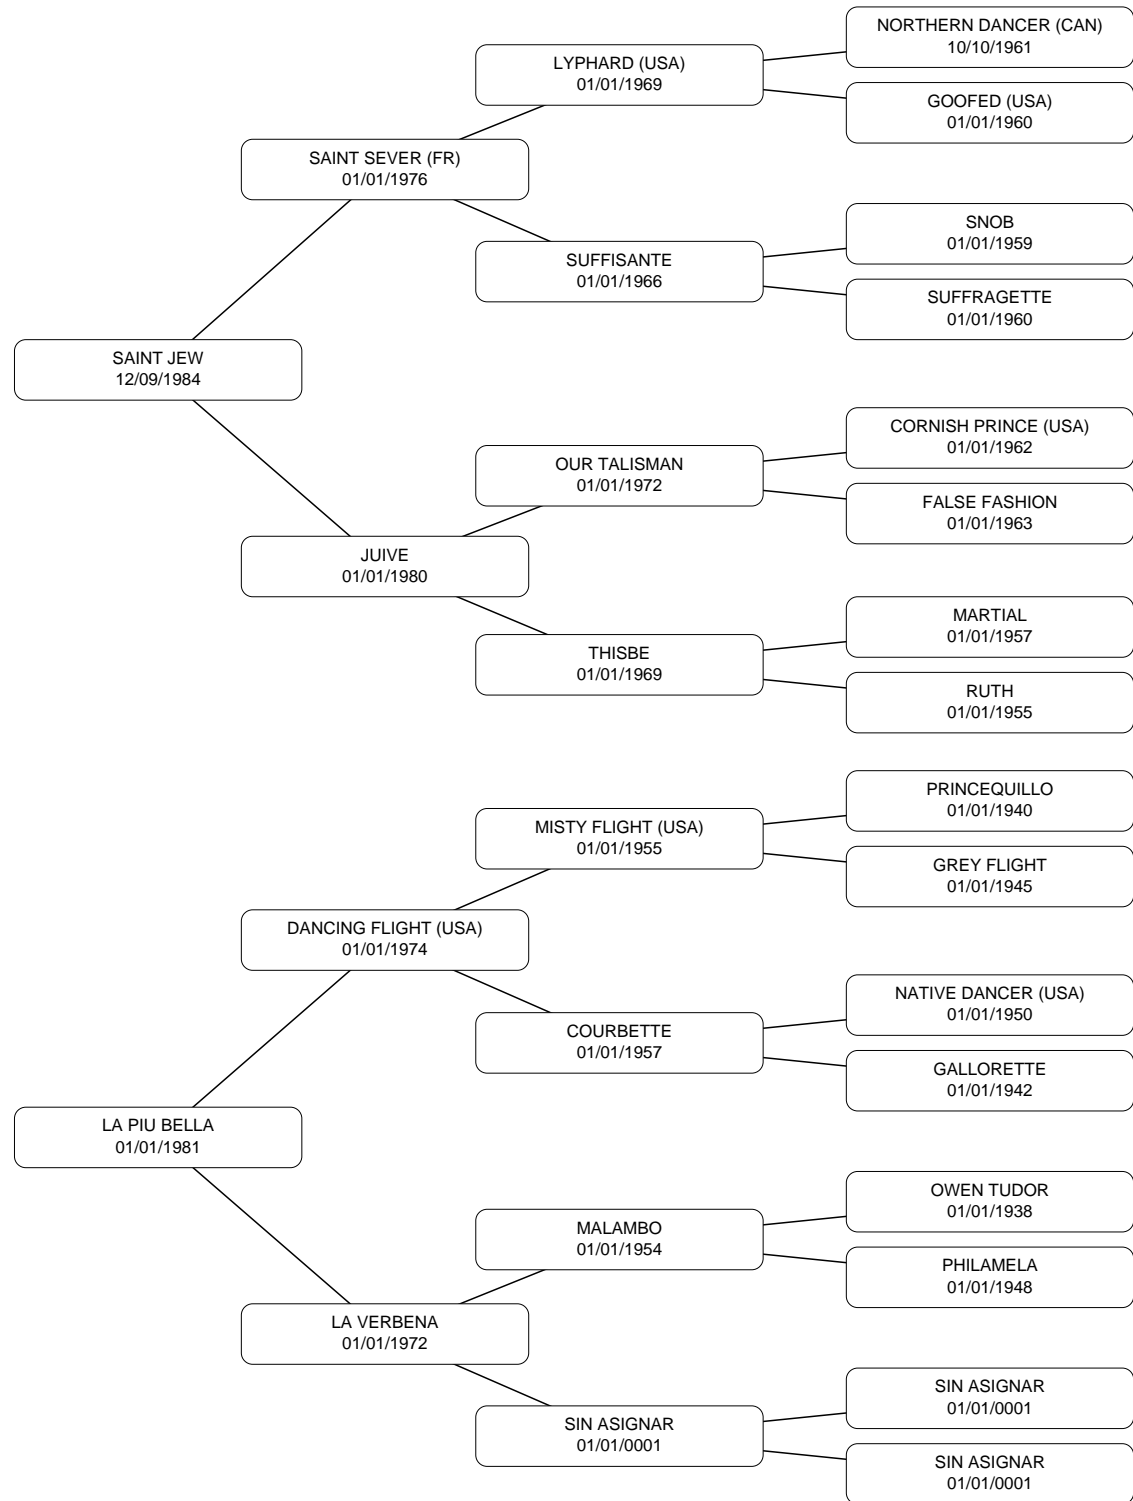 NORTHERN DANCER (CAN)
10/10/1961
LYPHARD (USA)
01/01/1969
GOOFED (USA)
01/01/1960
SAINT SEVER (FR)
01/01/1976
SNOB
01/01/1959
SUFFISANTE
01/01/1966
SUFFRAGETTE
01/01/1960
SAINT JEW
12/09/1984
CORNISH PRINCE (USA)
01/01/1962
OUR TALISMAN
01/01/1972
FALSE FASHION
01/01/1963
JUIVE
01/01/1980
MARTIAL
01/01/1957
THISBE
01/01/1969
RUTH
01/01/1955
PRINCEQUILLO
01/01/1940
MISTY FLIGHT (USA)
01/01/1955
GREY FLIGHT
01/01/1945
DANCING FLIGHT (USA)
01/01/1974
NATIVE DANCER (USA)
01/01/1950
COURBETTE
01/01/1957
GALLORETTE
01/01/1942
LA PIU BELLA
01/01/1981
OWEN TUDOR
01/01/1938
MALAMBO
01/01/1954
PHILAMELA
01/01/1948
LA VERBENA
01/01/1972
SIN ASIGNAR
01/01/0001
SIN ASIGNAR
01/01/0001
SIN ASIGNAR
01/01/0001